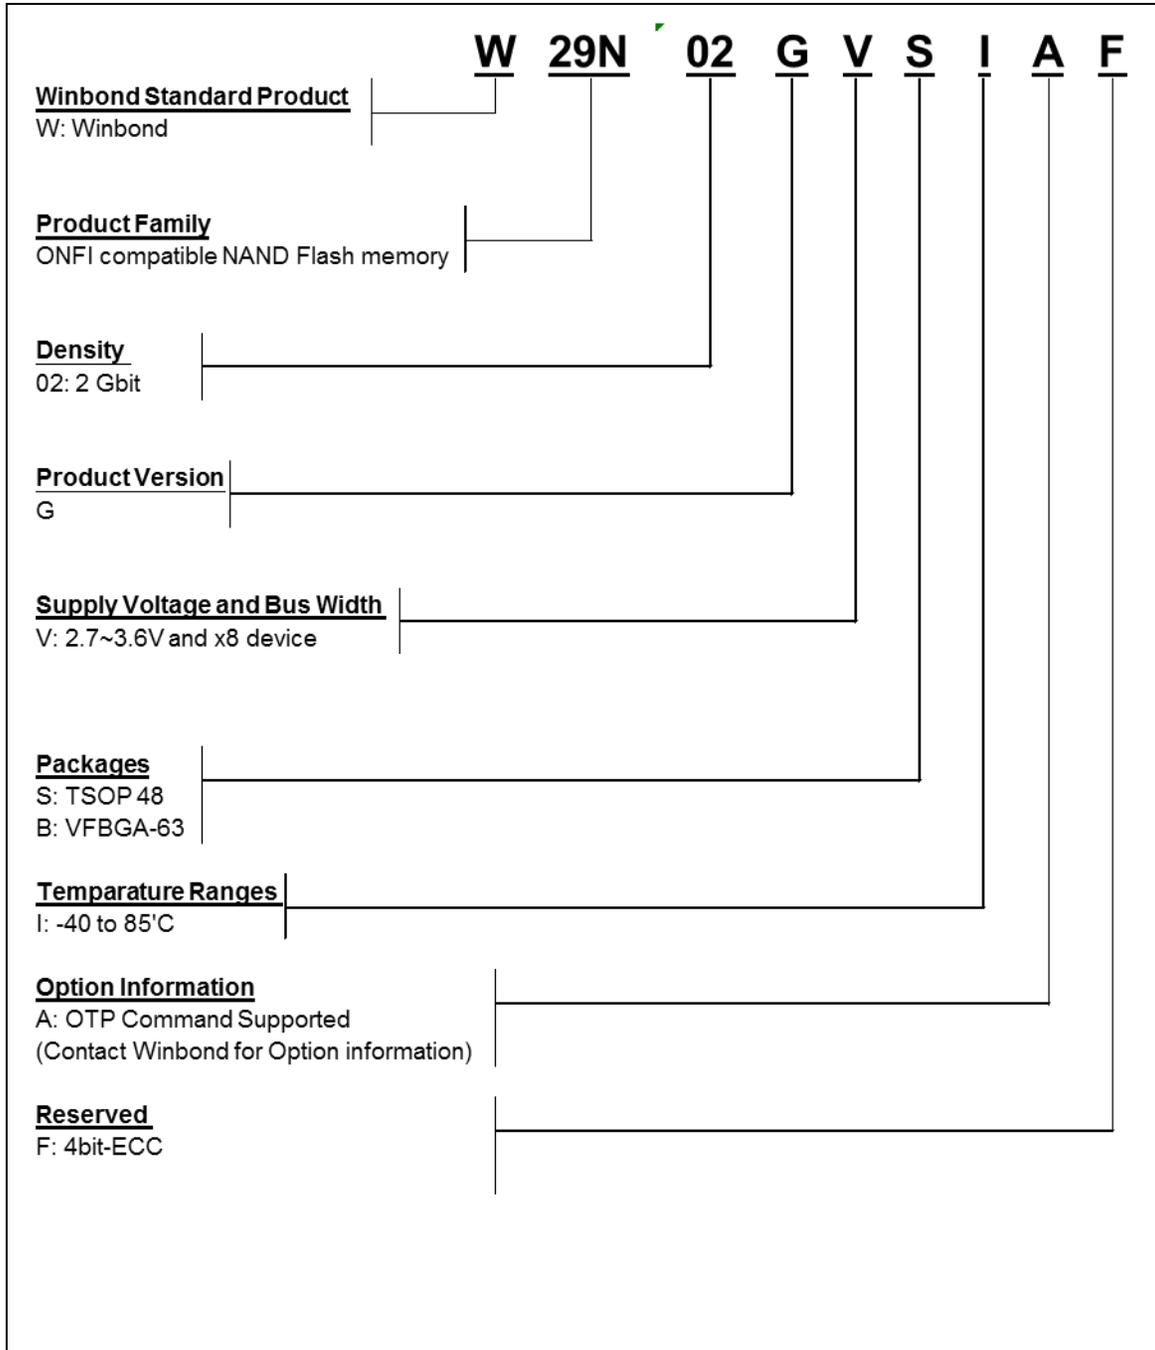 W 29N 02 G V S I A F
Winbond Standard Product
W: Winbond
Product Family
ONFI compatible NAND Flash memory
Density
02: 2 Gbit
Product Version
G
Supply Voltage and Bus Width
V: 2.7~3.6V and x8 device
Packages
S: TSOP 48
B: VFBGA-63
Temparature Ranges
I: -40 to 85'C
Option Information
A: OTP Command Supported
(Contact Winbond for Option information)
Reserved
F: 4bit-ECC